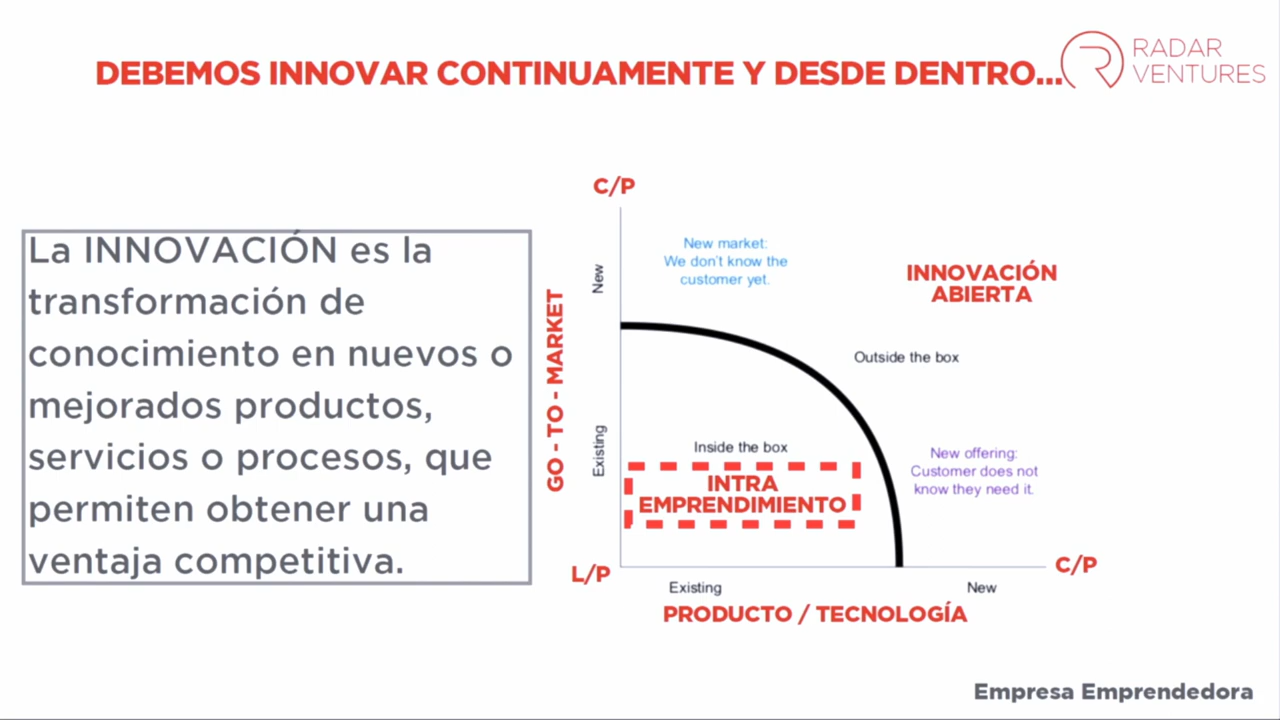 DEBEMOS INNOVAR CONTINUAMENTE Y DESDE DENTRO...
RADAR
VENTURES
La INNOVACIÓN es la
transformación de
conocimiento en nuevos o
mejorados productos,
servicios o procesos, que
permiten obtener una
ventaja competitiva.
C/P
GO - TO - MARKET
New
Existing
New market:
We don't know the
customer yet.
INNOVACIÓN
ABIERTA
Outside the box
Inside the box
INTRA
EMPRENDIMIENTO
New offering:
Customer does not
know they need it.
L/P
C/P
Existing
New
PRODUCTO / TECNOLOGÍA
Empresa Emprendedora